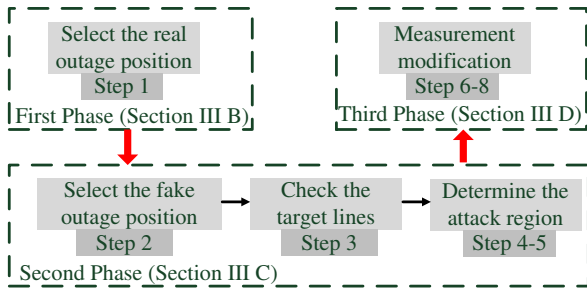 Select the real
outage position
Step 1
First Phase (Section III B)
Measurement
modification
Step 6-8
Third Phase (Section III D)
Select the fake
outage position
Step 2
Check the
target lines
Step 3
Determine the
attack region
Step 4-5
Second Phase (Section III C)